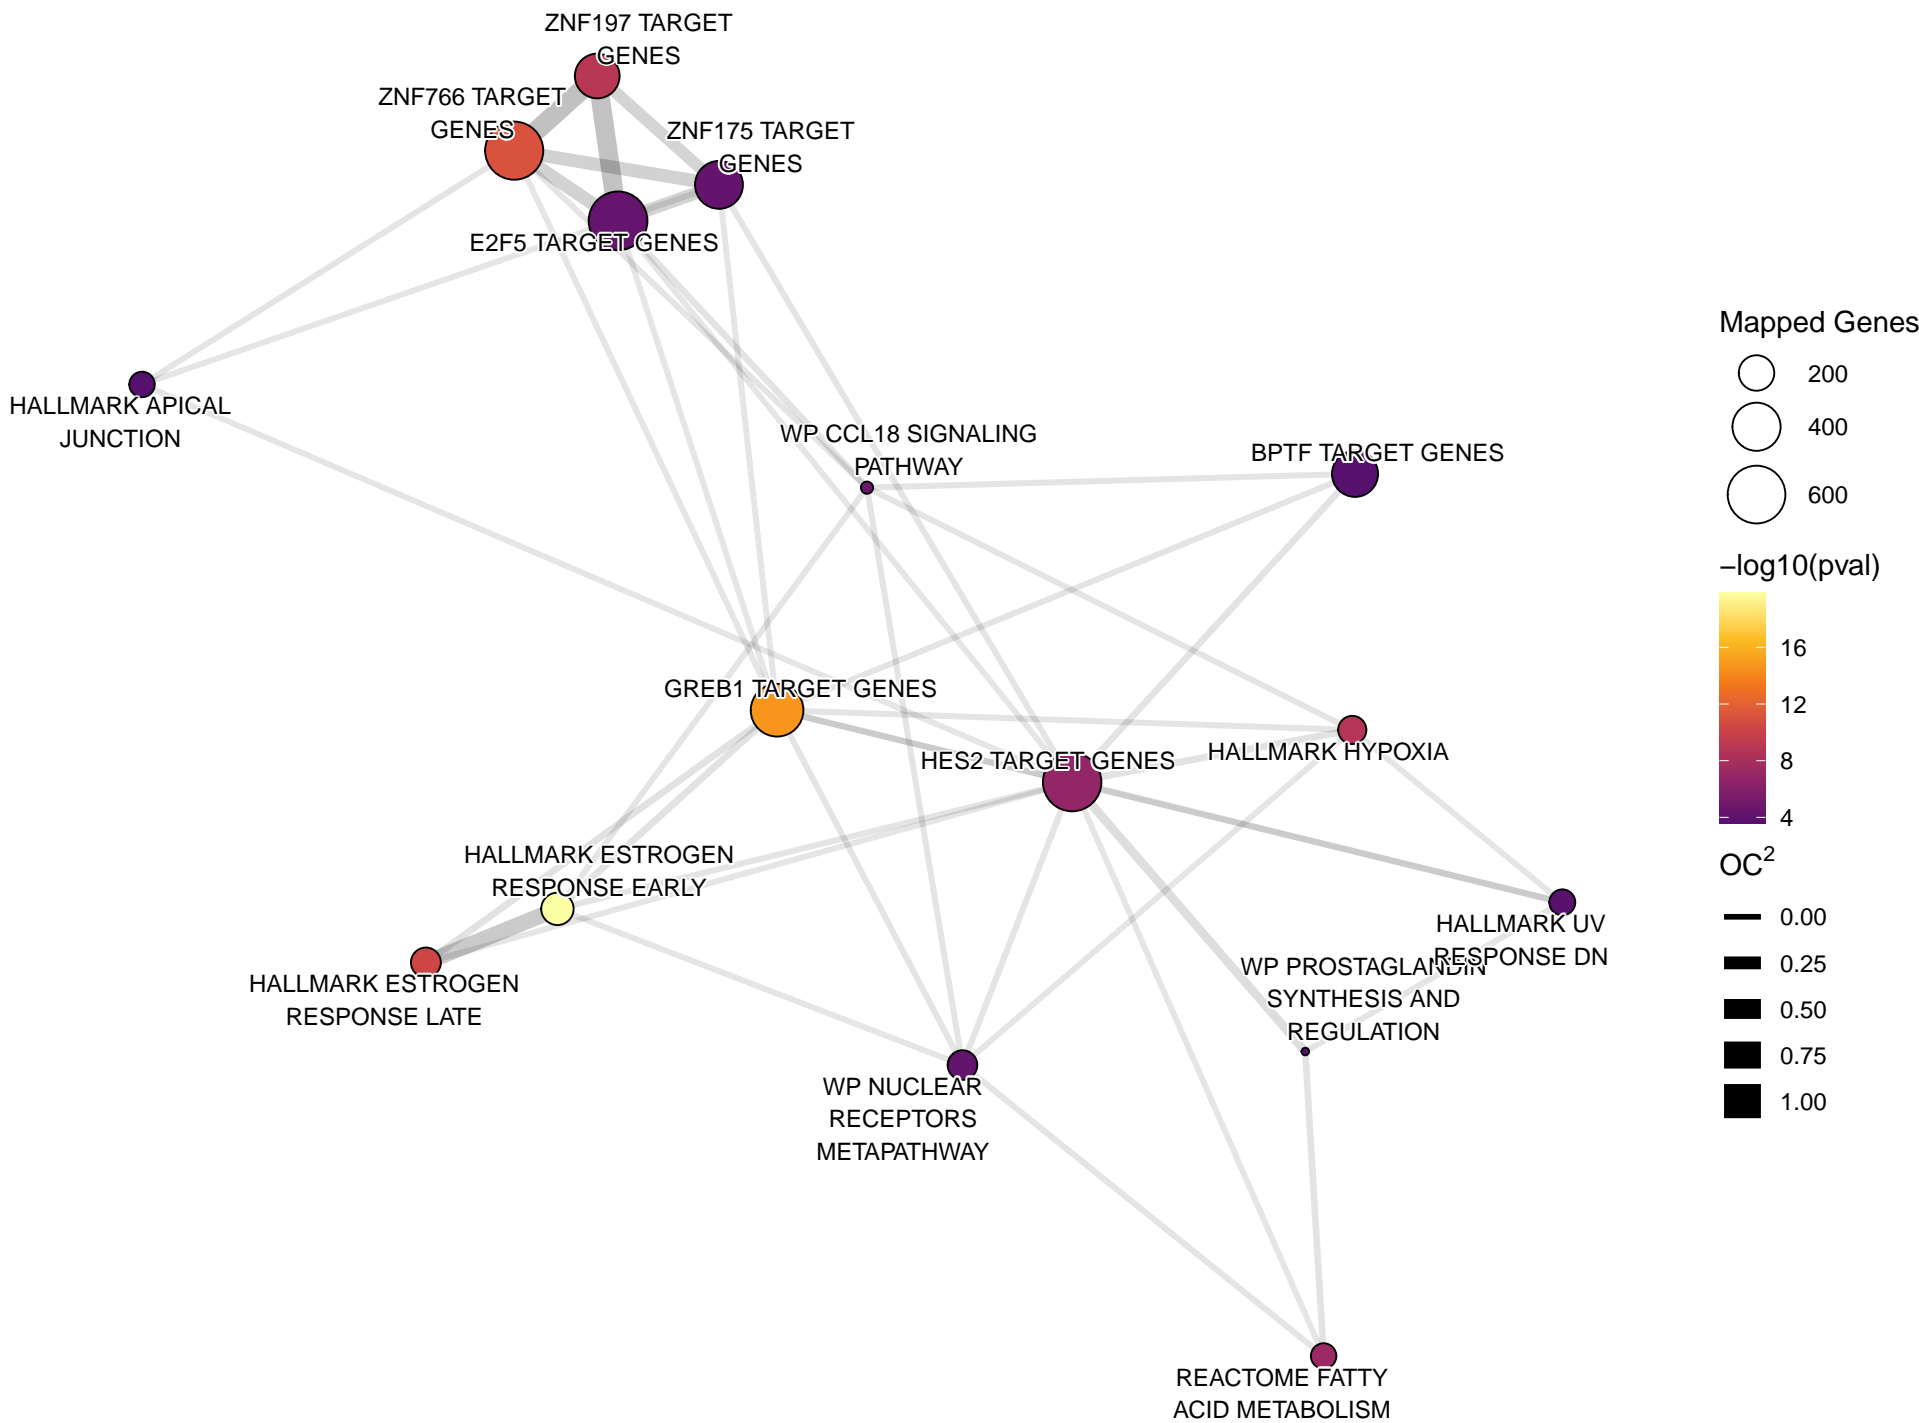 ZNF197 TARGET
GENES
ZNF766 TARGET
GENES
ZNF175 TARGET
GENES
E2F5 TARGET GENES
HALLMARK APICAL
JUNCTION
WP CCL18 SIGNALING
PATHWAY
BPTF TARGET GENES
GREB1 TARGET GENES
HES2 TARGET GENES
HALLMARK HYPOXIA
HALLMARK ESTROGEN
RESPONSE EARLY
HALLMARK ESTROGEN
RESPONSE LATE
HALLMARK UV
RESPONSE DN
WP PROSTAGLANDIN
SYNTHESIS AND
REGULATION
WP NUCLEAR
RECEPTORS
METAPATHWAY
REACTOME FATTY
ACID METABOLISM
Mapped Genes
200
400
600
−log10(pval)
16
12
8
4
OC²
0.00
0.25
0.50
0.75
1.00